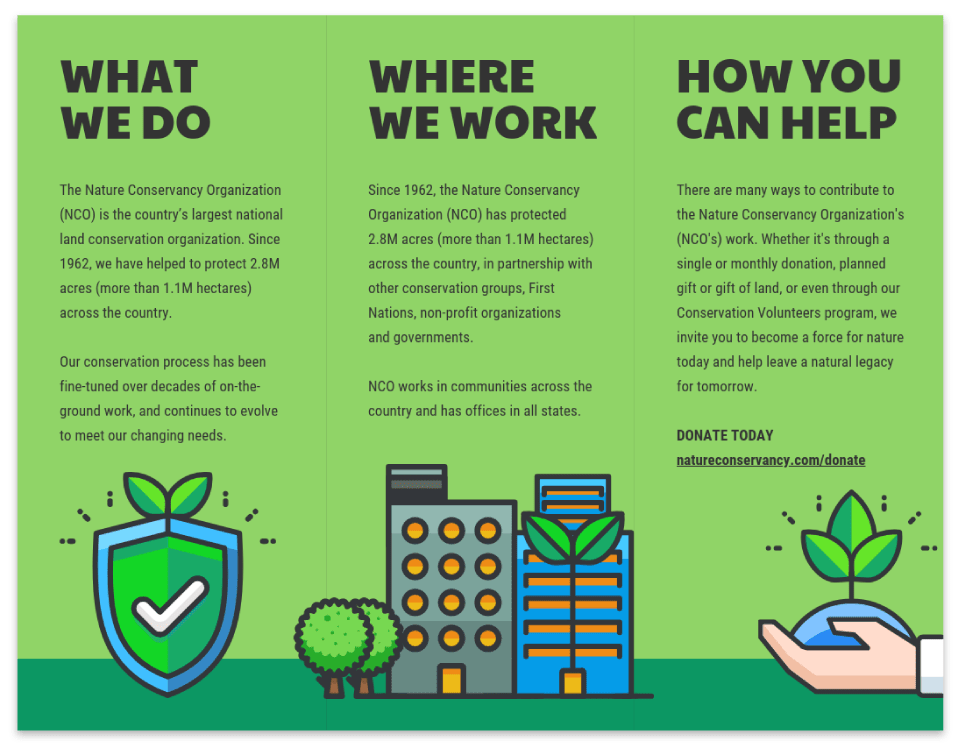 WHAT
WE DO
The Nature Conservancy Organization
(NCO) is the country's largest national
land conservation organization. Since
1962, we have helped to protect 2.8M
acres (more than 1.1M hectares)
across the country.
Our conservation process has been
fine-tuned over decades of on-the-
ground work, and continues to evolve
to meet our changing needs.
WHERE
WE WORK
Since 1962, the Nature Conservancy
Organization (NCO) has protected
2.8M acres (more than 1.1M hectares)
across the country, in partnership with
other conservation groups, First
Nations, non-profit organizations
and governments.
NCO works in communities across the
country and has offices in all states.
HOW YOU
CAN HELP
There are many ways to contribute to
the Nature Conservancy Organization's
(NCO's) work. Whether it's through a
single or monthly donation, planned
gift or gift of land, or even through our
Conservation Volunteers program, we
invite you to become a force for nature
today and help leave a natural legacy
for tomorrow.
DONATE TODAY
natureconservancy.com/donate